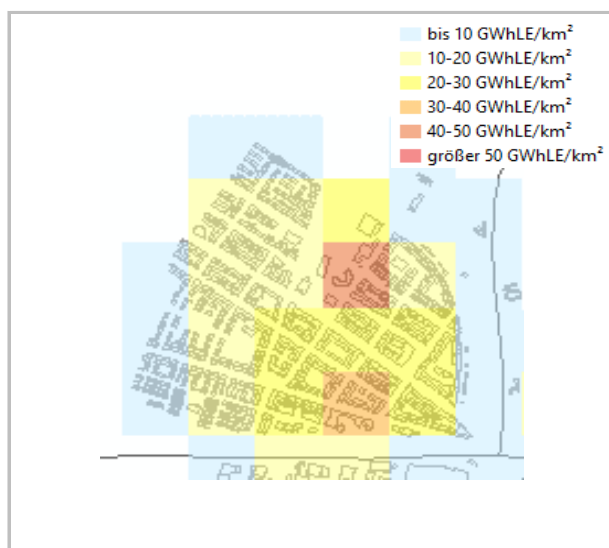 bis 10 GWhLE/km²
10-20 GWhLE/km²
20-30 GWhLE/km²
30-40 GWhLE/km²
40-50 GWhLE/km²
größer 50 GWhLE/km²